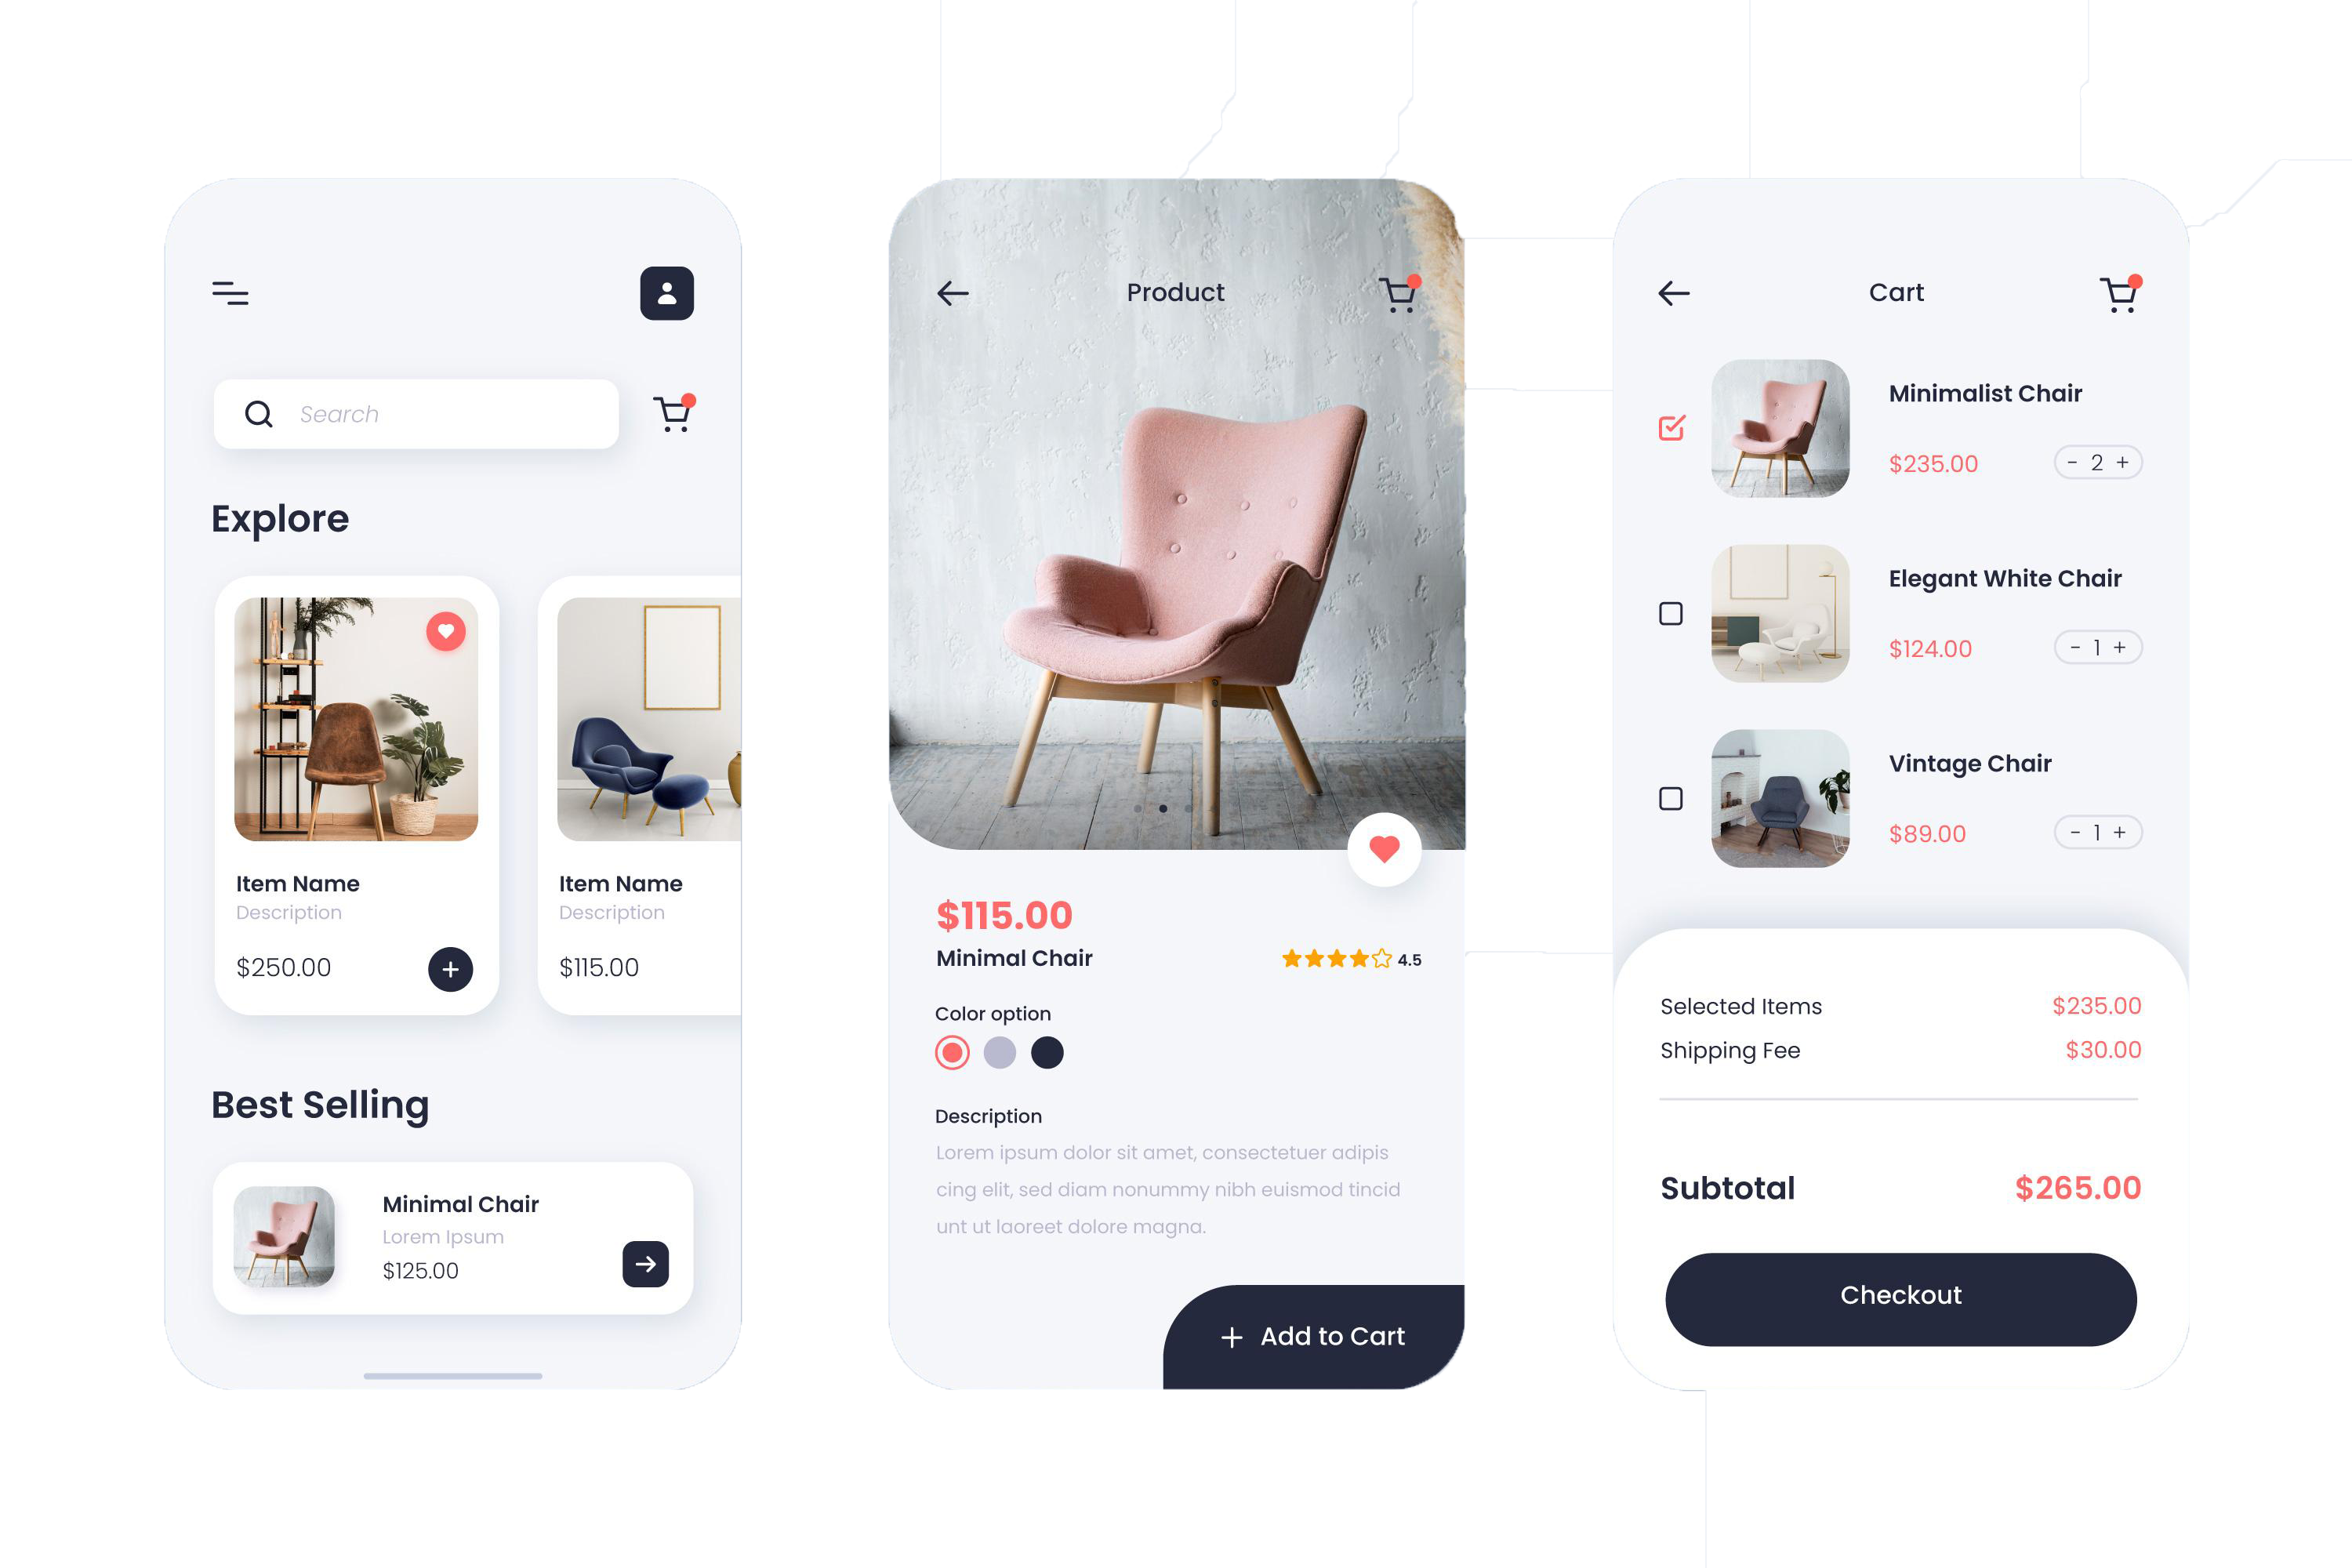 Search
Explore
Item Name
Description
$250.00
Item Name
Description
$115.00
Best Selling
Minimal Chair
Lorem Ipsum
$125.00
Product
$115.00
Minimal Chair
4.5
Color option
Description
Lorem ipsum dolor sit amet, consectetuer adipis
cing elit, sed diam nonummy nibh euismod tincid
unt ut laoreet dolore magna.
+ Add to Cart
Cart
Minimalist Chair
$235.00
- 2 +
Elegant White Chair
$124.00
- 1 +
Vintage Chair
$89.00
- 1 +
Selected Items $235.00
Shipping Fee $30.00
Subtotal $265.00
Checkout